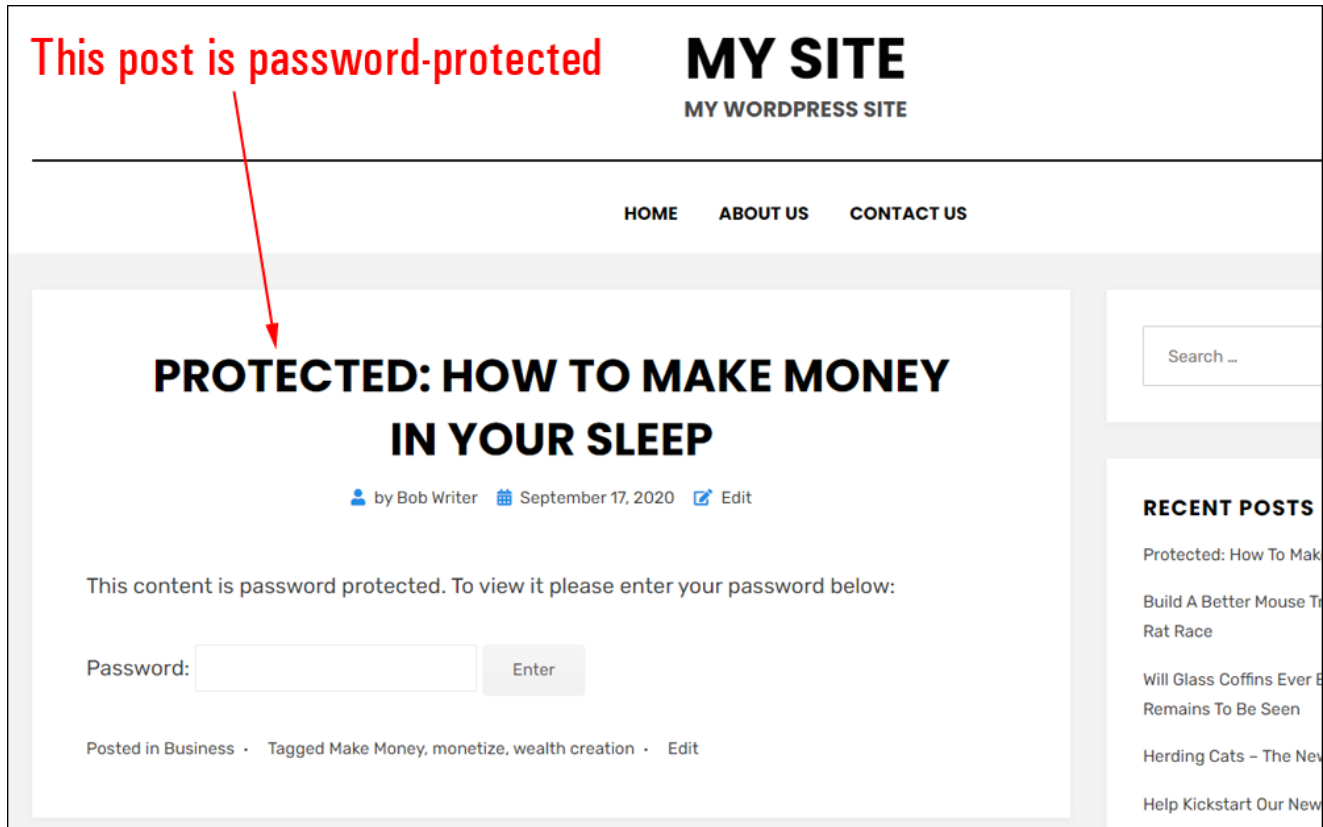 This post is password-protected
MY SITE
MY WORDPRESS SITE
HOME ABOUT US CONTACT US
PROTECTED: HOW TO MAKE MONEY
IN YOUR SLEEP
by Bob Writer September 17, 2020 Edit
This content is password protected. To view it please enter your password below:
Password: Enter
Posted in Business · Tagged Make Money, monetize, wealth creation · Edit
Search …
RECENT POSTS
Protected: How To Mak
Build A Better Mouse Tr
Rat Race
Will Glass Coffins Ever
Remains To Be Seen
Herding Cats – The New
Help Kickstart Our New